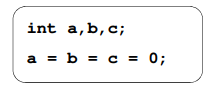 int a,b,c;
a = b = c = 0;